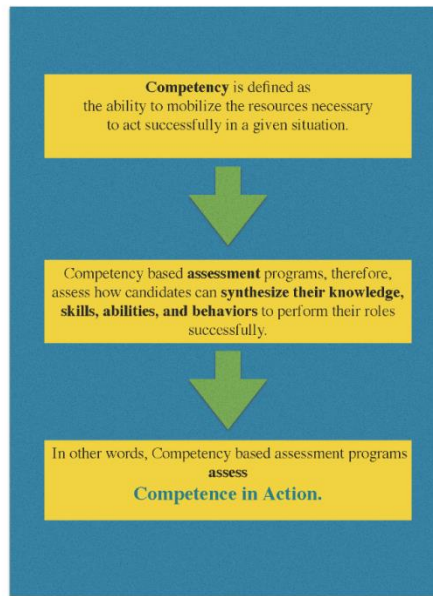 Competency is defined as
the ability to mobilize the resources necessary
to act successfully in a given situation.
Competency based assessment programs, therefore,
assess how candidates can synthesize their knowledge,
skills, abilities, and behaviors to perform their roles
successfully.
In other words, Competency based assessment programs
assess
Competence in Action.